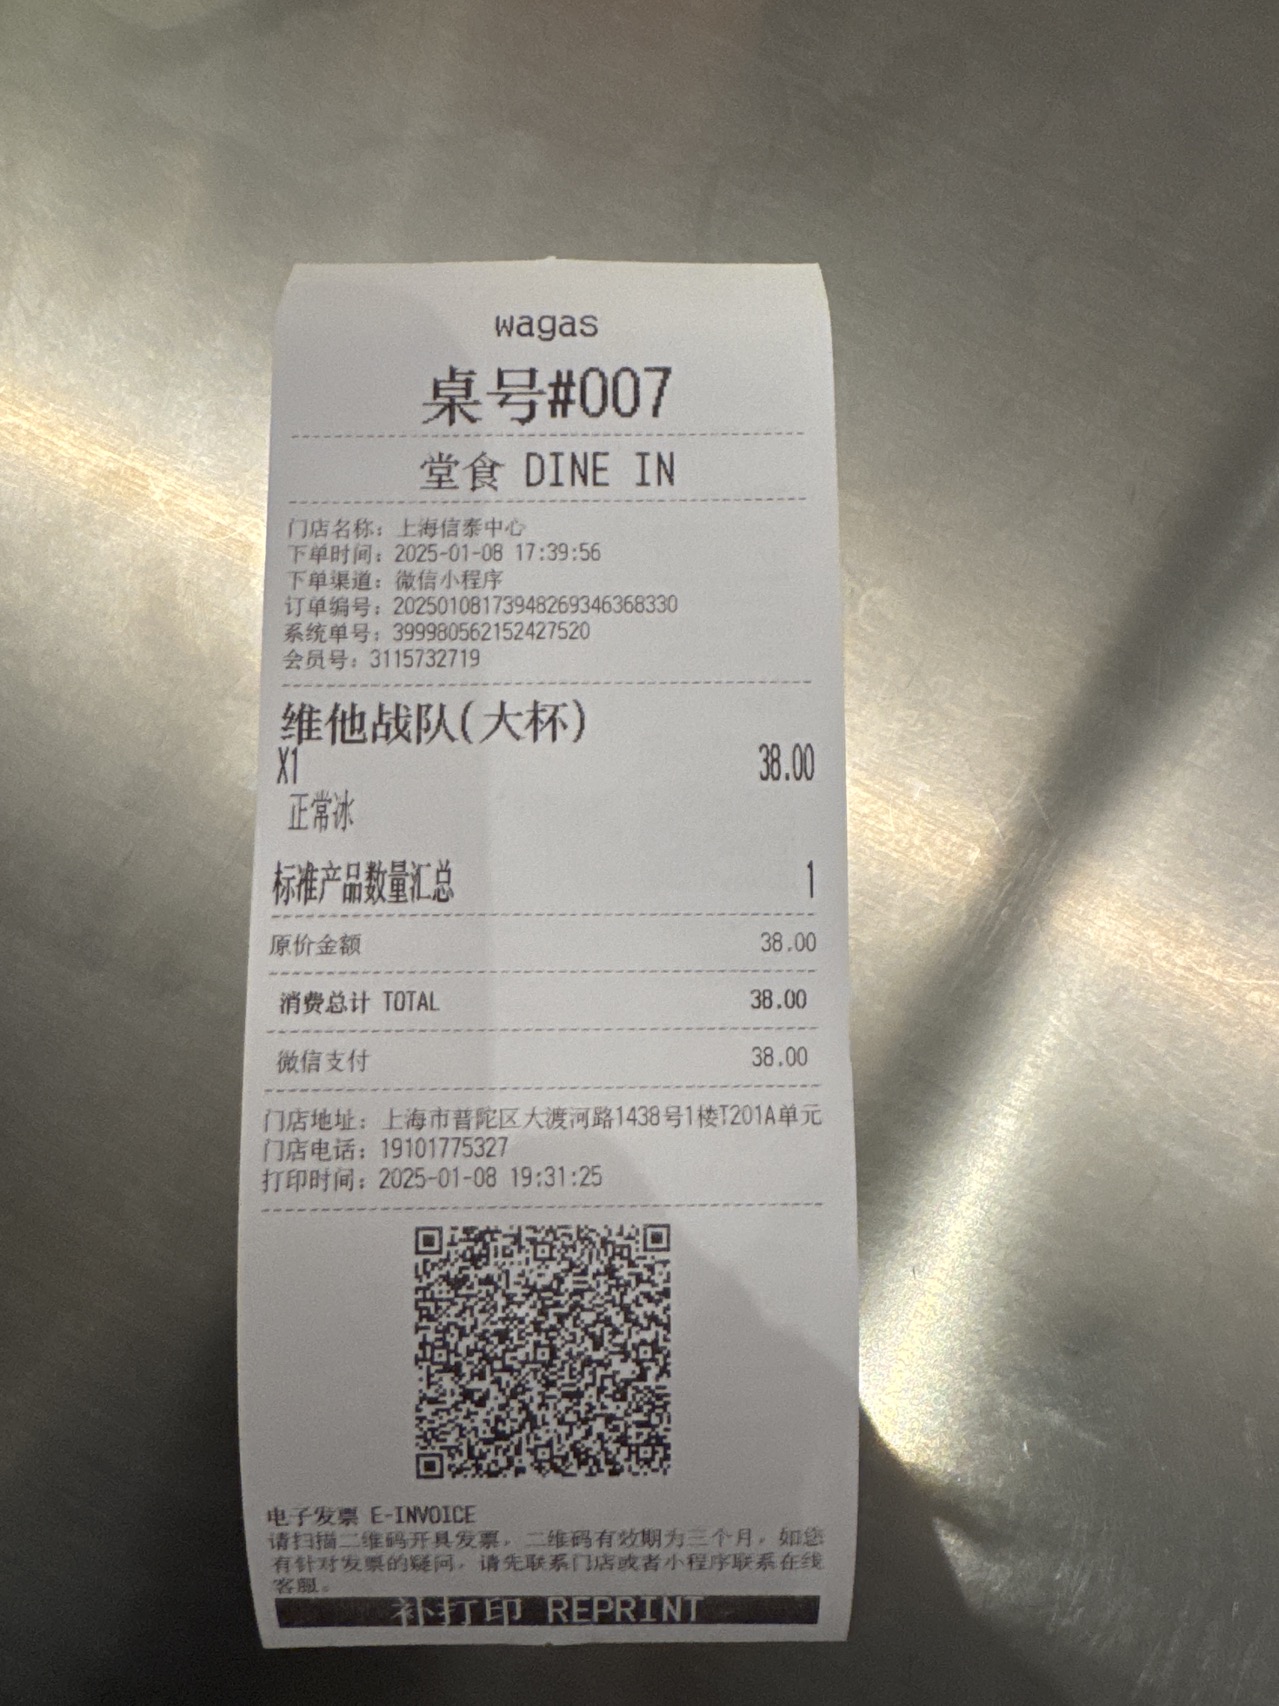 wagas
桌号#007
堂食 DINE IN
门店名称：上海信泰中心
下单时间：2025-01-08 17:39:56
下单渠道：微信小程序
订单编号：20250108173948269346368330
系统单号：399980562152427520
会员号：3115732719
维他战队(大杯)
X1 38.00
正常冰
标准产品数量汇总 1
原价金额 38.00
消费总计 TOTAL 38.00
微信支付 38.00
门店地址：上海市普陀区大渡河路1438号1楼T201A单元
门店电话：19101775327
打印时间：2025-01-08 19:31:25
电子发票 E-INVOICE
请扫描二维码开具发票，二维码有效期为三个月，如您
有针对发票的疑问，请先联系门店或者小程序联系在线
客服。
补打印 REPRINT